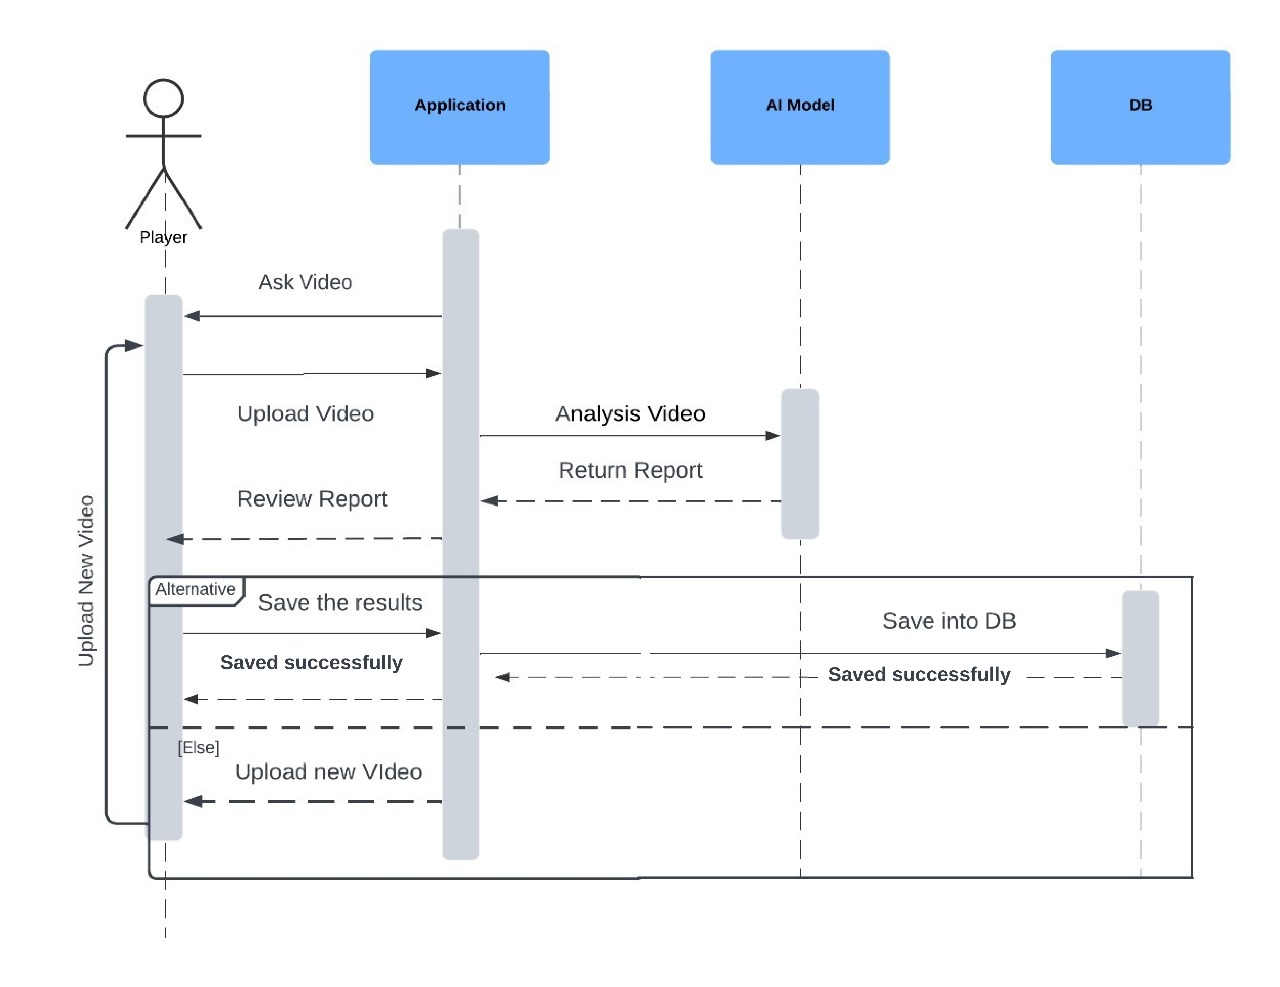 Application
AI Model
DB
Player
Ask Video
Upload Video
Analysis Video
Return Report
Review Report
Upload New Video
Alternative
Save the results
Save into DB
Saved successfully
Saved successfully
[Else]
Upload new VIdeo